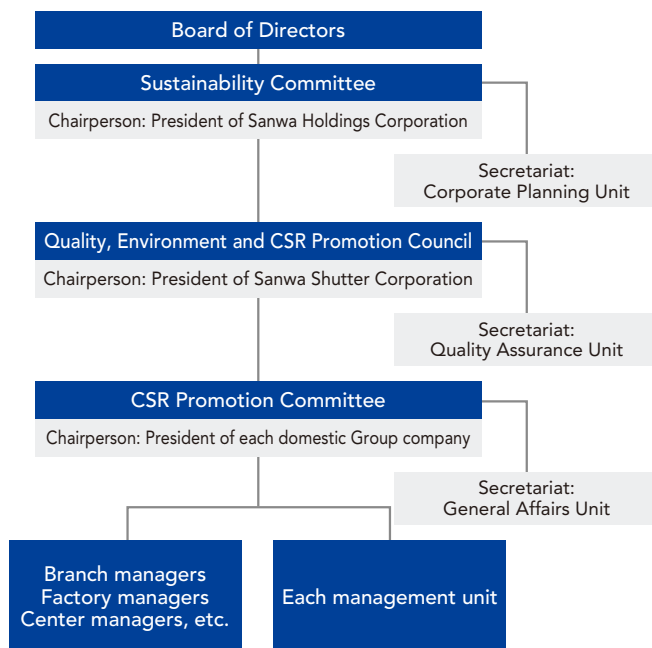 Board of Directors
Sustainability Committee
Chairperson: President of Sanwa Holdings Corporation
Secretariat:
Corporate Planning Unit
Quality, Environment and CSR Promotion Council
Chairperson: President of Sanwa Shutter Corporation
Secretariat:
Quality Assurance Unit
CSR Promotion Committee
Chairperson: President of each domestic Group company
Secretariat:
General Affairs Unit
Branch managers
Factory managers
Center managers, etc.
Each management unit